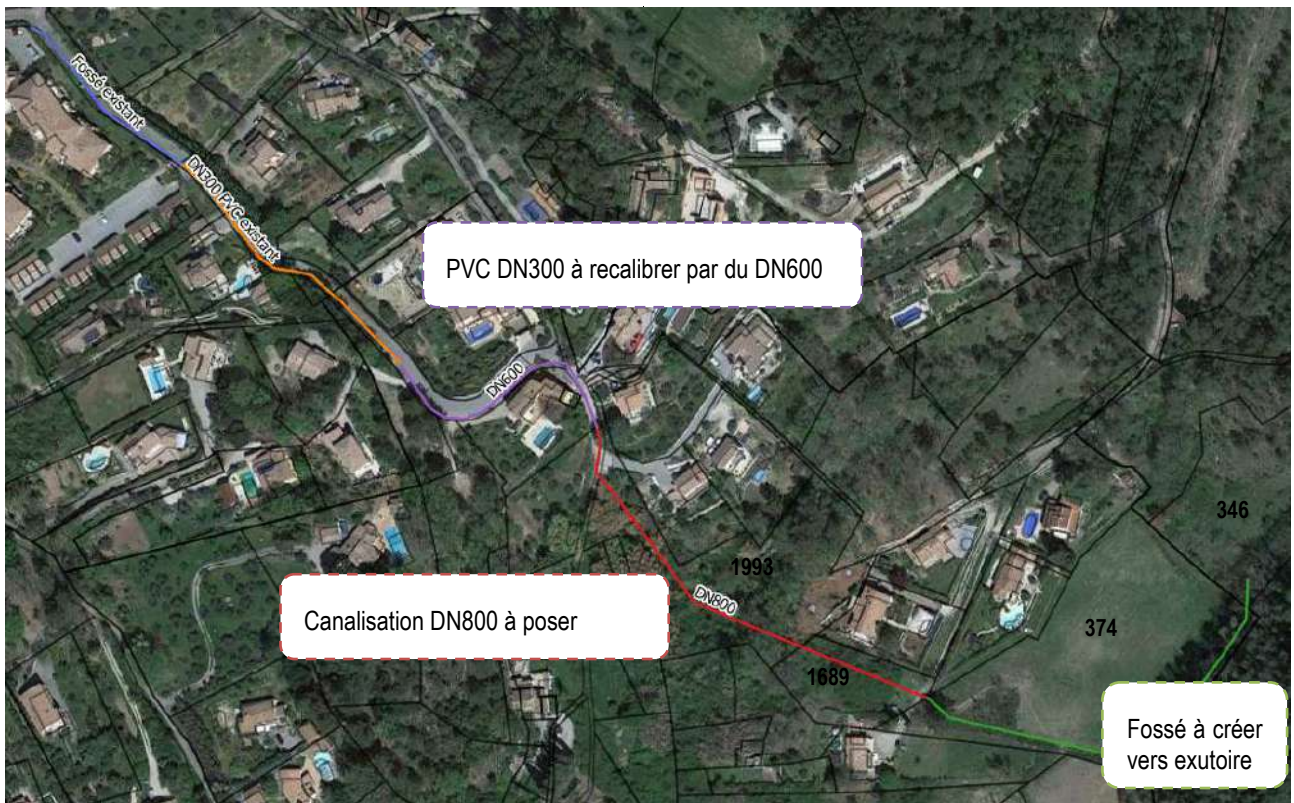 Fossé existant
DN300 PVC existant
PVC DN300 à recalibrer par du DN600
DN600
346
1993
DN800
Canalisation DN800 à poser
374
1689
Fossé à créer
vers exutoire